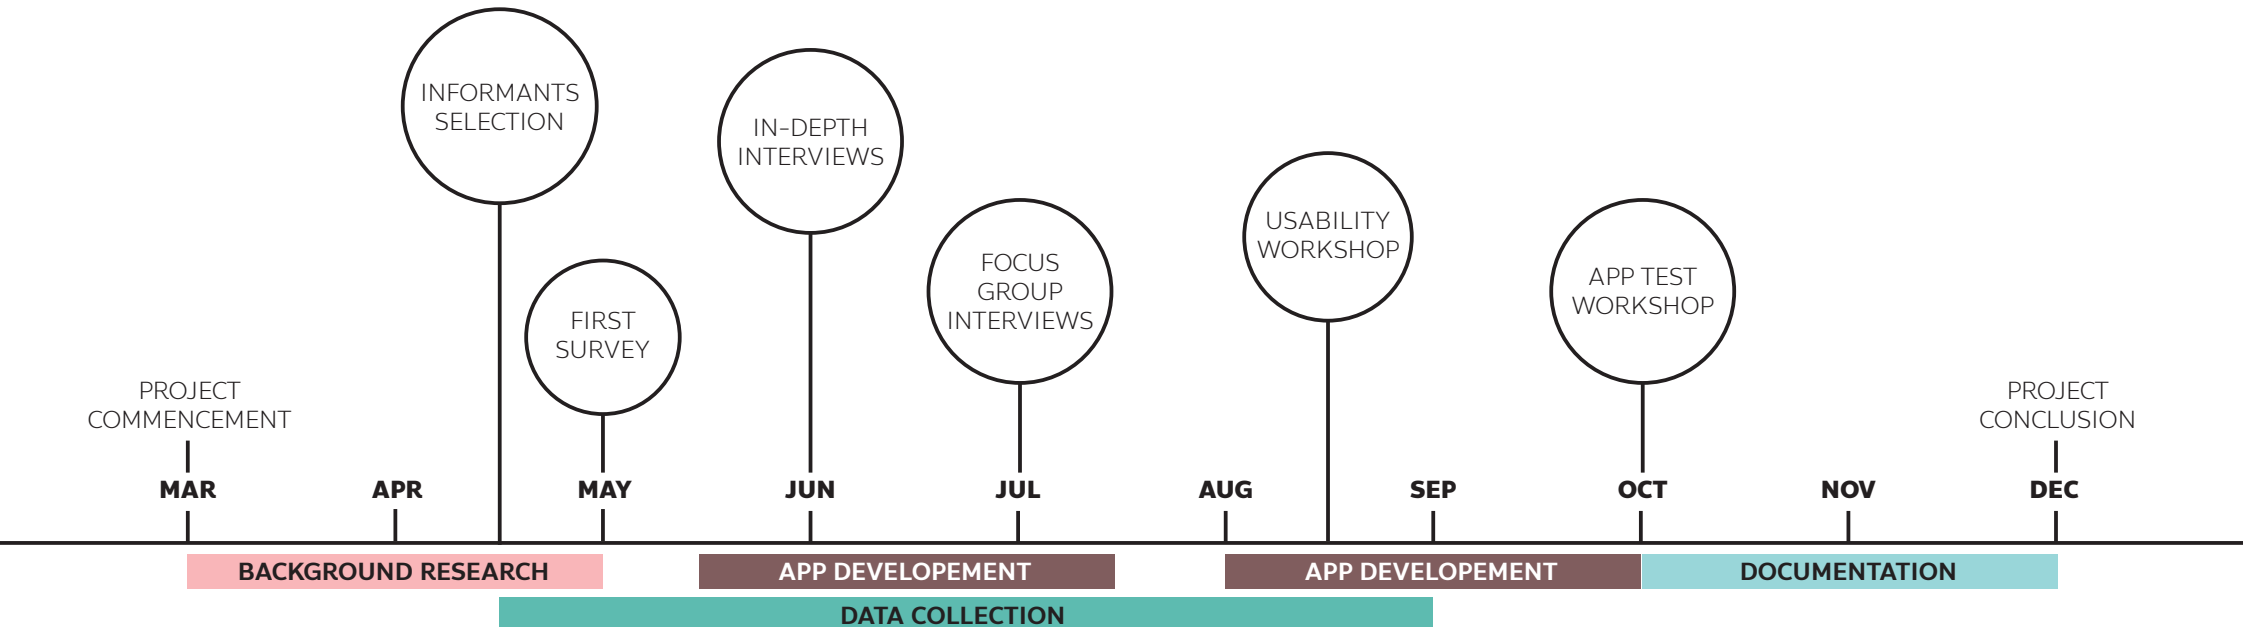 INFORMANTS
SELECTION
IN-DEPTH
INTERVIEWS
USABILITY
WORKSHOP
FOCUS
GROUP
INTERVIEWS
APP TEST
WORKSHOP
FIRST
SURVEY
PROJECT
COMMENCEMENT
PROJECT
CONCLUSION
MAR APR MAY JUN JUL AUG SEP OCT NOV DEC
BACKGROUND RESEARCH APP DEVELOPEMENT APP DEVELOPEMENT DOCUMENTATION
DATA COLLECTION